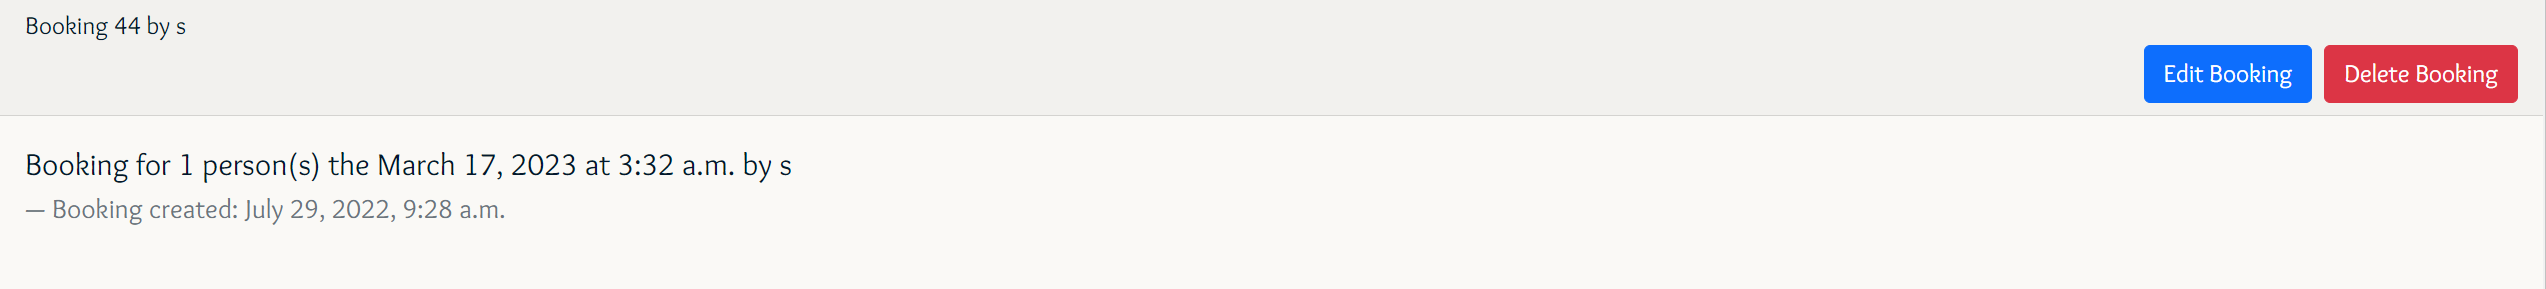 Booking 44 by s
Edit Booking
Delete Booking
Booking for 1 person(s) the March 17, 2023 at 3:32 a.m. by s
— Booking created: July 29, 2022, 9:28 a.m.